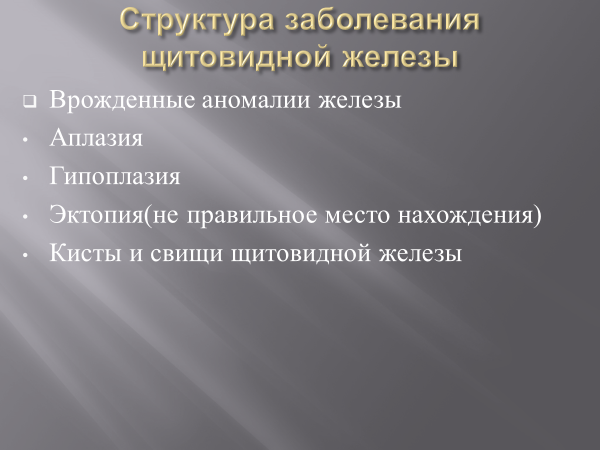 Структура заболевания
щитовидной железы
Врожденные аномалии железы
Аплазия
Гипоплазия
Эктопия(не правильное место нахождения)
Кисты и свищи щитовидной железы